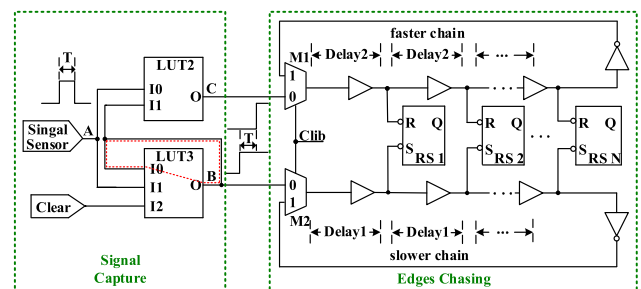 faster chain
T
LUT2
I0
I1
O
C
M1
1
0
Delay2
Delay2
...
Singal
Sensor
A
T
Clib
R Q
S
RS 1
R Q
S
RS 2
...
R Q
S
RS N
LUT3
I0
I1
I2
O
B
Clear
0
1
M2
Delay1
Delay1
...
slower chain
Signal
Capture
Edges Chasing